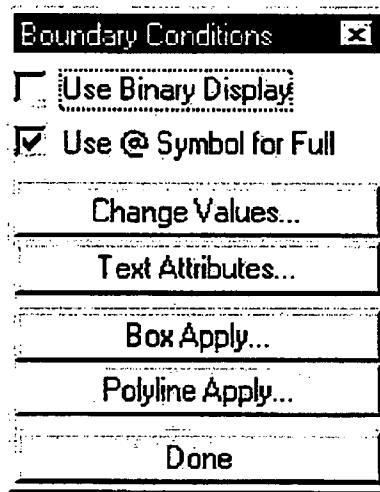 Boundary Conditions
Use Binary Display
Use @ Symbol for Full
Change Values...
Text Attributes...
Box Apply...
Polyline Apply...
Done